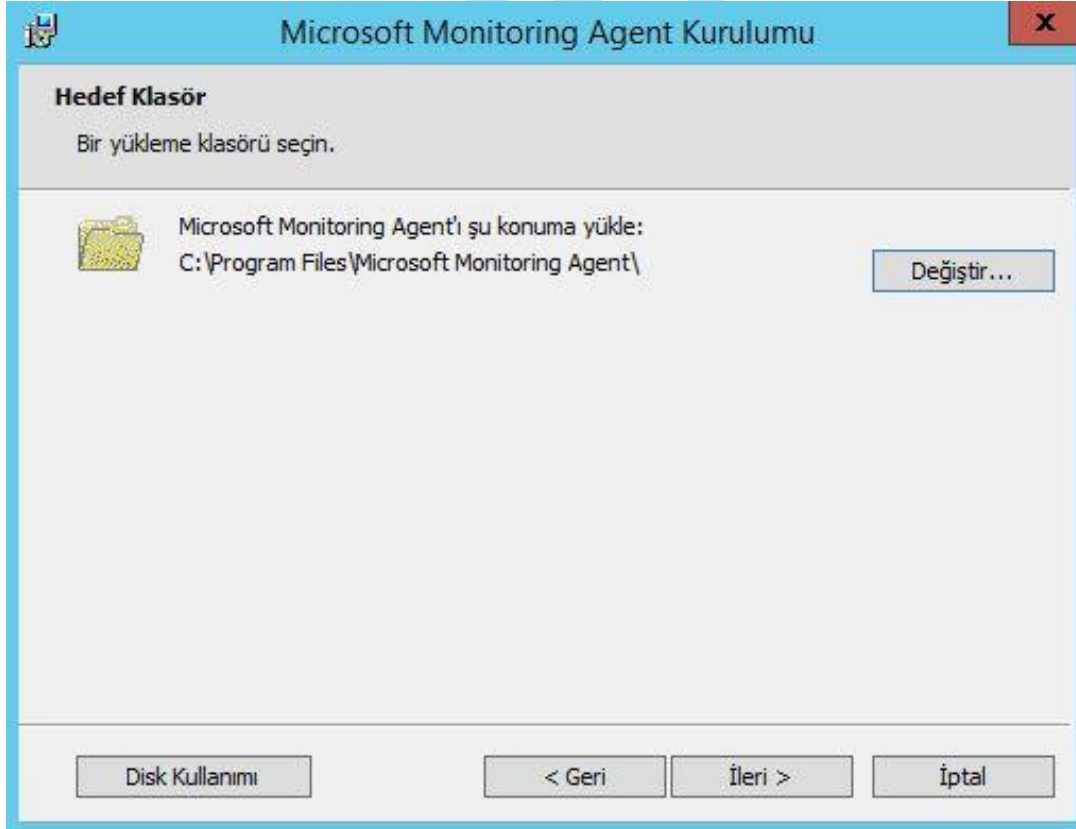 Microsoft Monitoring Agent Kurulumu
x
Hedef Klasör
Bir yükleme klasörü seçin.
Microsoft Monitoring Agent'ı şu konuma yükle:
C:\Program Files\Microsoft Monitoring Agent\
Değiştir...
Disk Kullanımı
< Geri
İleri >
İptal